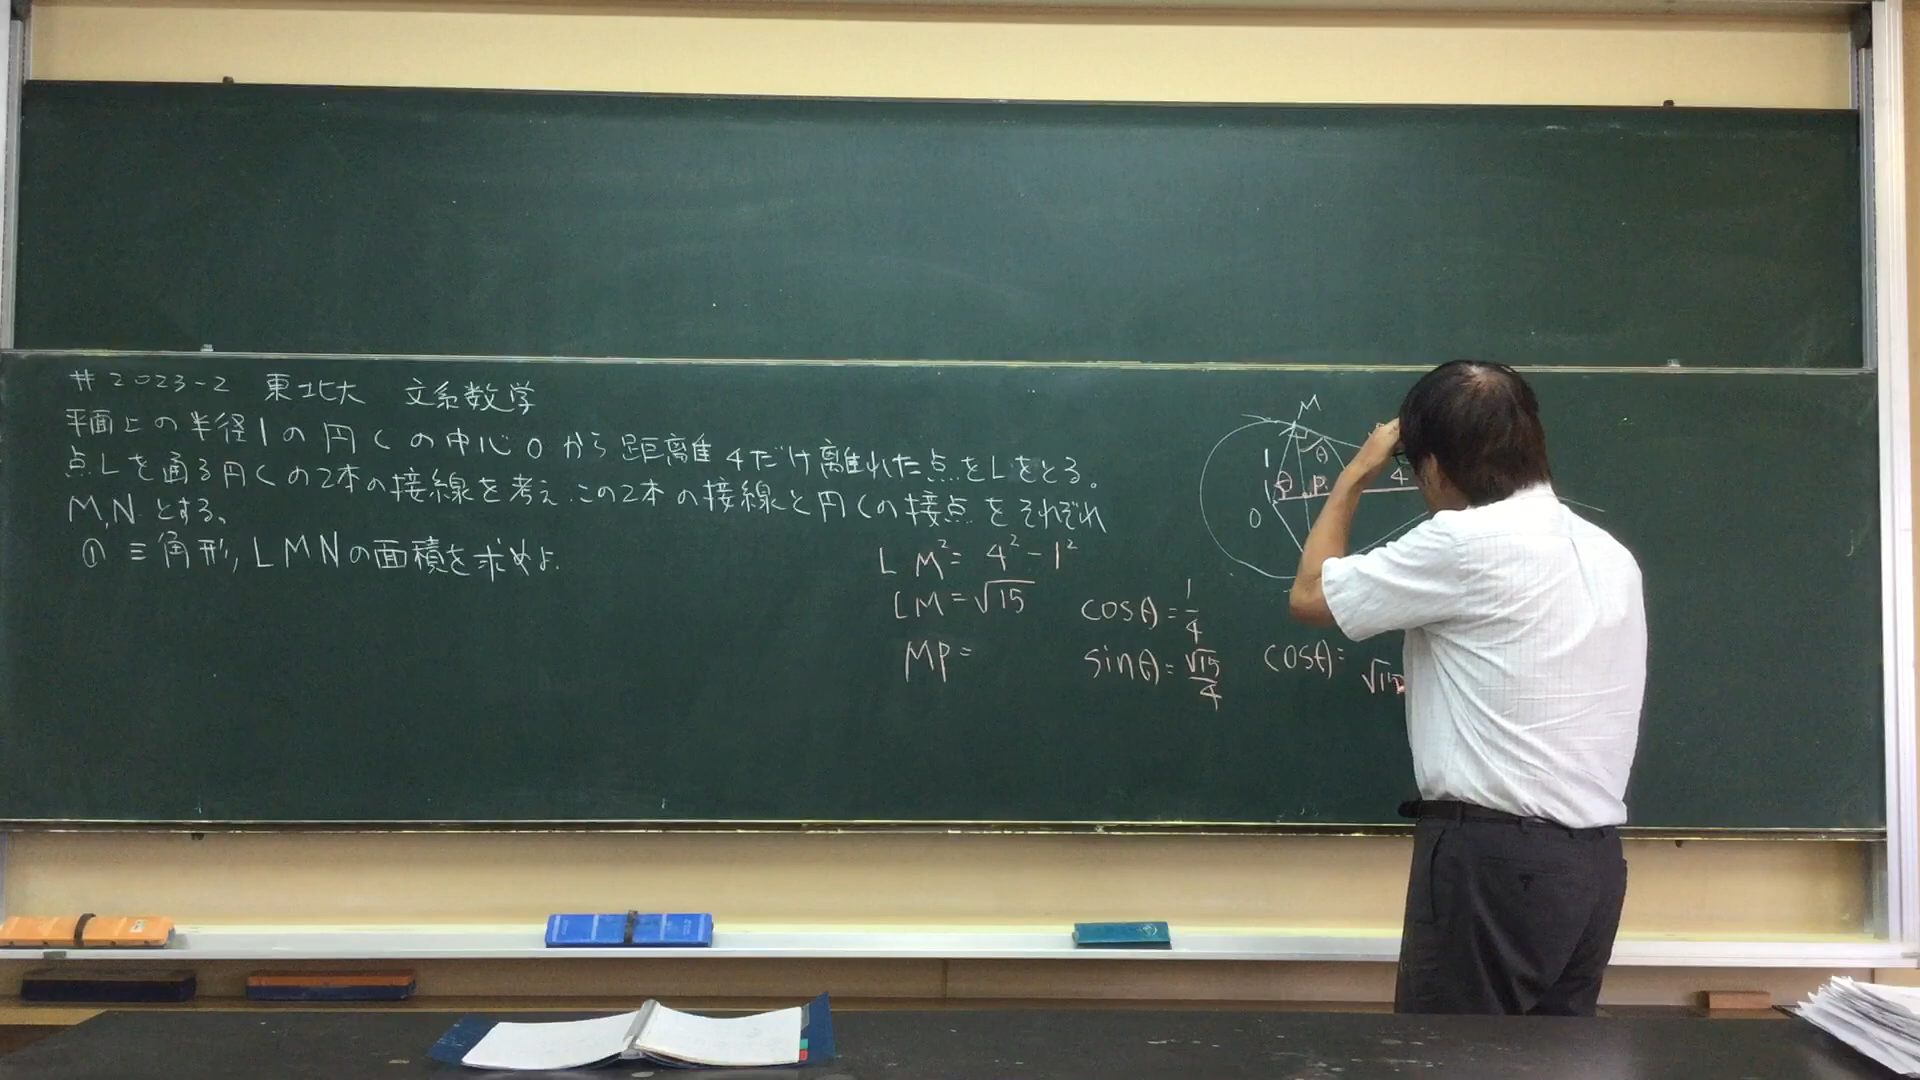 #2023-2 東北大 文系数学
平面上の半径1の円Cの中心Oから距離4だけ離れた点をLをとる。
点Lを通る円Cの2本の接線を考え、この2本の接線と円Cの接点をそれぞれ
M,Nとする。
① 三角形,LMNの面積を求めよ.
LM²= 4²-1²
LM=√15
MP=
cosθ=1/4
sinθ=√15/4
cosθ=
√15
M
1
θ
θ
P
4
O